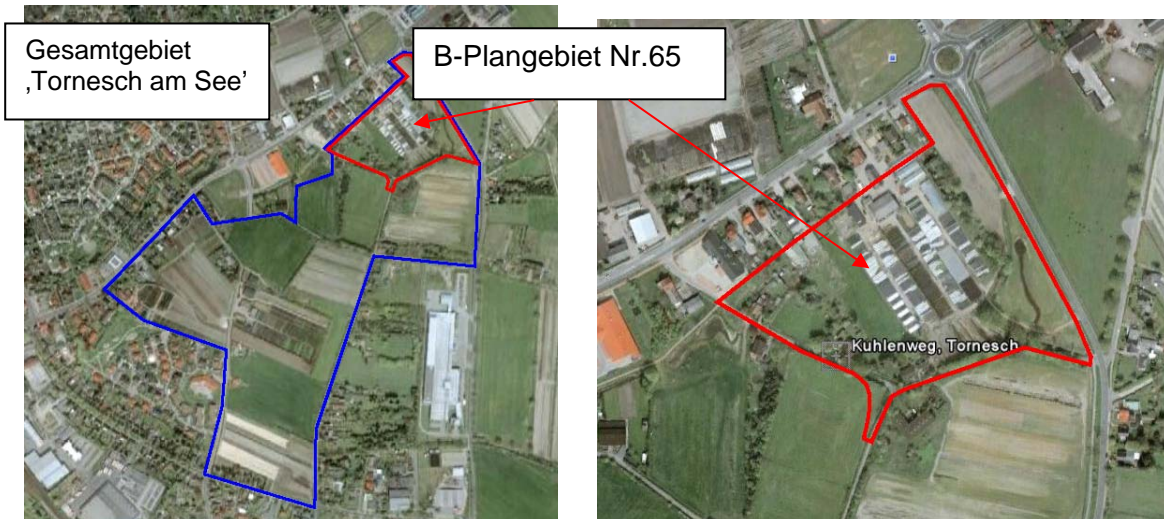 Gesamtgebiet
‚Tornesch am See’
B-Plangebiet Nr.65
Kuhlenweg, Tornesch